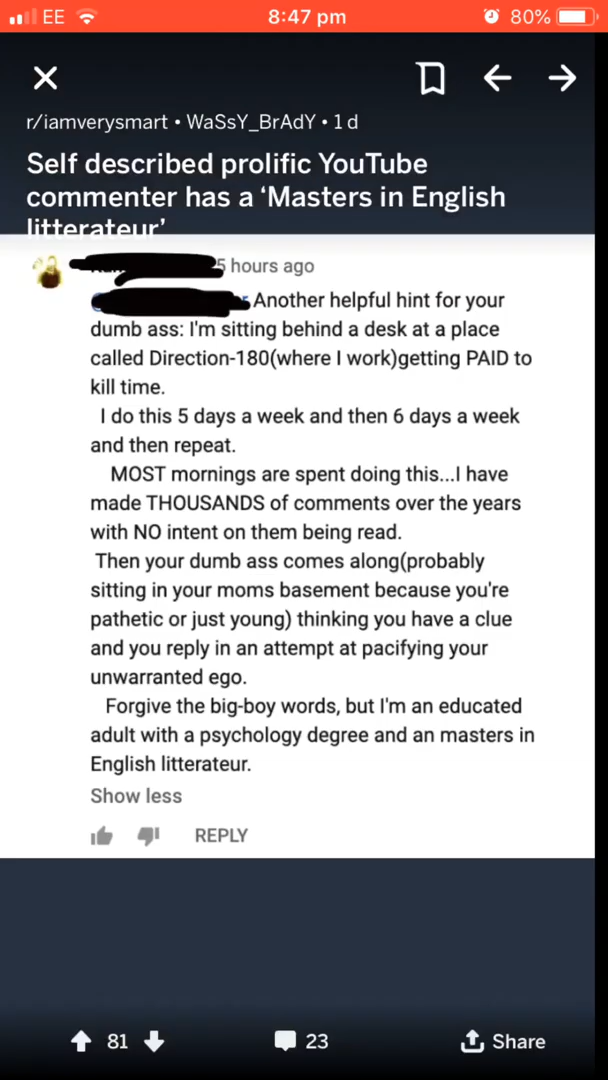 EE 8:47 pm 80%
r/iamverysmart • WaSsY_BrAdY • 1 d
Self described prolific YouTube
commenter has a ‘Masters in English
litterateur’
5 hours ago
Another helpful hint for your
dumb ass: I'm sitting behind a desk at a place
called Direction-180(where I work)getting PAID to
kill time.
I do this 5 days a week and then 6 days a week
and then repeat.
MOST mornings are spent doing this...I have
made THOUSANDS of comments over the years
with NO intent on them being read.
Then your dumb ass comes along(probably
sitting in your moms basement because you're
pathetic or just young) thinking you have a clue
and you reply in an attempt at pacifying your
unwarranted ego.
Forgive the big-boy words, but I'm an educated
adult with a psychology degree and an masters in
English litterateur.
Show less
REPLY
81 23 Share